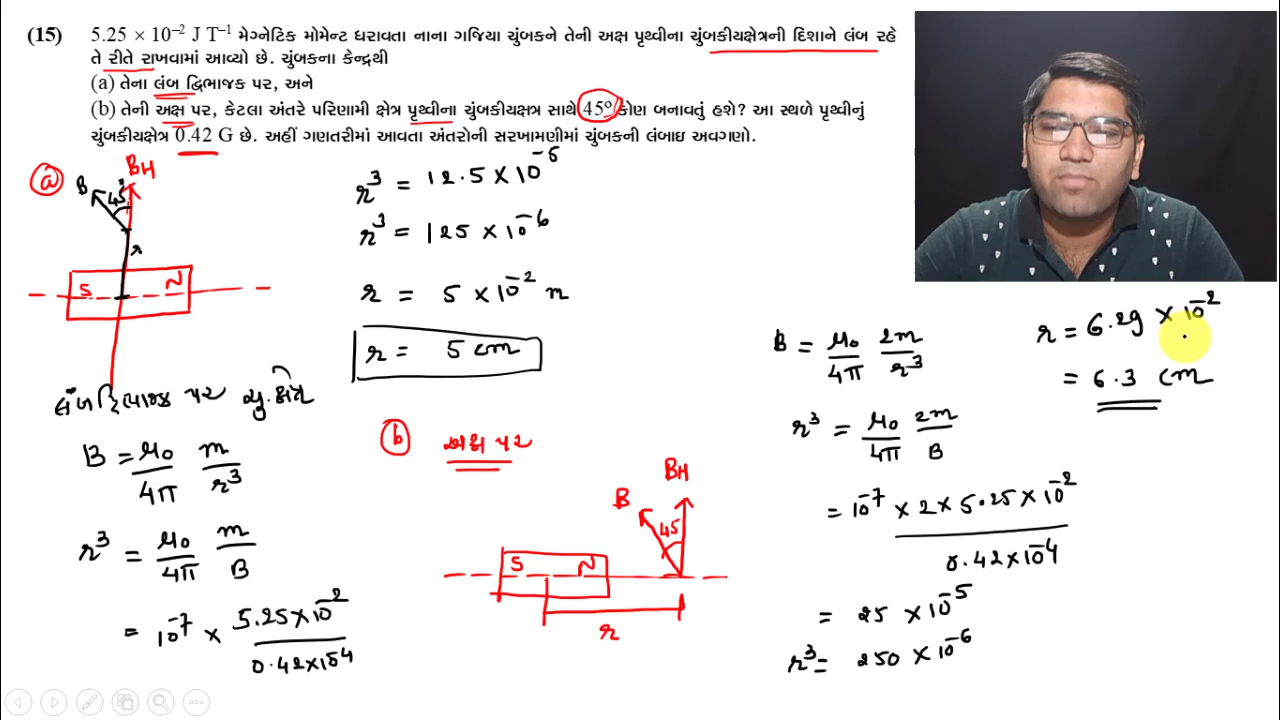 (15) 5.25 × 10⁻² J T⁻¹ મેગ્નેટિક મોમેન્ટ ધરાવતા નાના ગજિયા ચુંબકને તેની અક્ષ પૃથ્વીના ચુંબકીયક્ષેત્રની દિશાને લંબ રહે
તે રીતે રાખવામાં આવ્યો છે. ચુંબકના કેન્દ્રથી
(a) તેના લંબ દ્વિભાજક પર, અને
(b) તેની અક્ષ પર, કેટલા અંતરે પરિણામી ક્ષેત્ર પૃથ્વીના ચુંબકીયક્ષેત્ર સાથે 45° કોણ બનાવતું હશે? આ સ્થળે પૃથ્વીનું
ચુંબકીયક્ષેત્ર 0.42 G છે. અહીં ગણતરીમાં આવતા અંતરોની સરખામણીમાં ચુંબકની લંબાઇ અવગણો.
(a)
BH
B
45°
r
S N
લંબદ્વિભાજક પર ચુ.ક્ષેત્ર
B = μ₀/4π m/r³
r³ = μ₀/4π m/B
= 10⁻⁷ × 5.25×10⁻² / 0.42×10⁻⁴
r³ = 12.5 × 10⁻⁵
r³ = 125 × 10⁻⁶
r = 5 × 10⁻² m
r = 5 cm
(b) અક્ષ પર
BH
B
45
S N
r
B = μ₀/4π 2m/r³
r³ = μ₀/4π 2m/B
= 10⁻⁷ × 2 × 5.25 × 10⁻² / 0.42×10⁻⁴
= 25 × 10⁻⁵
r³ = 250 × 10⁻⁶
r = 6.29 × 10⁻²
= 6.3 cm